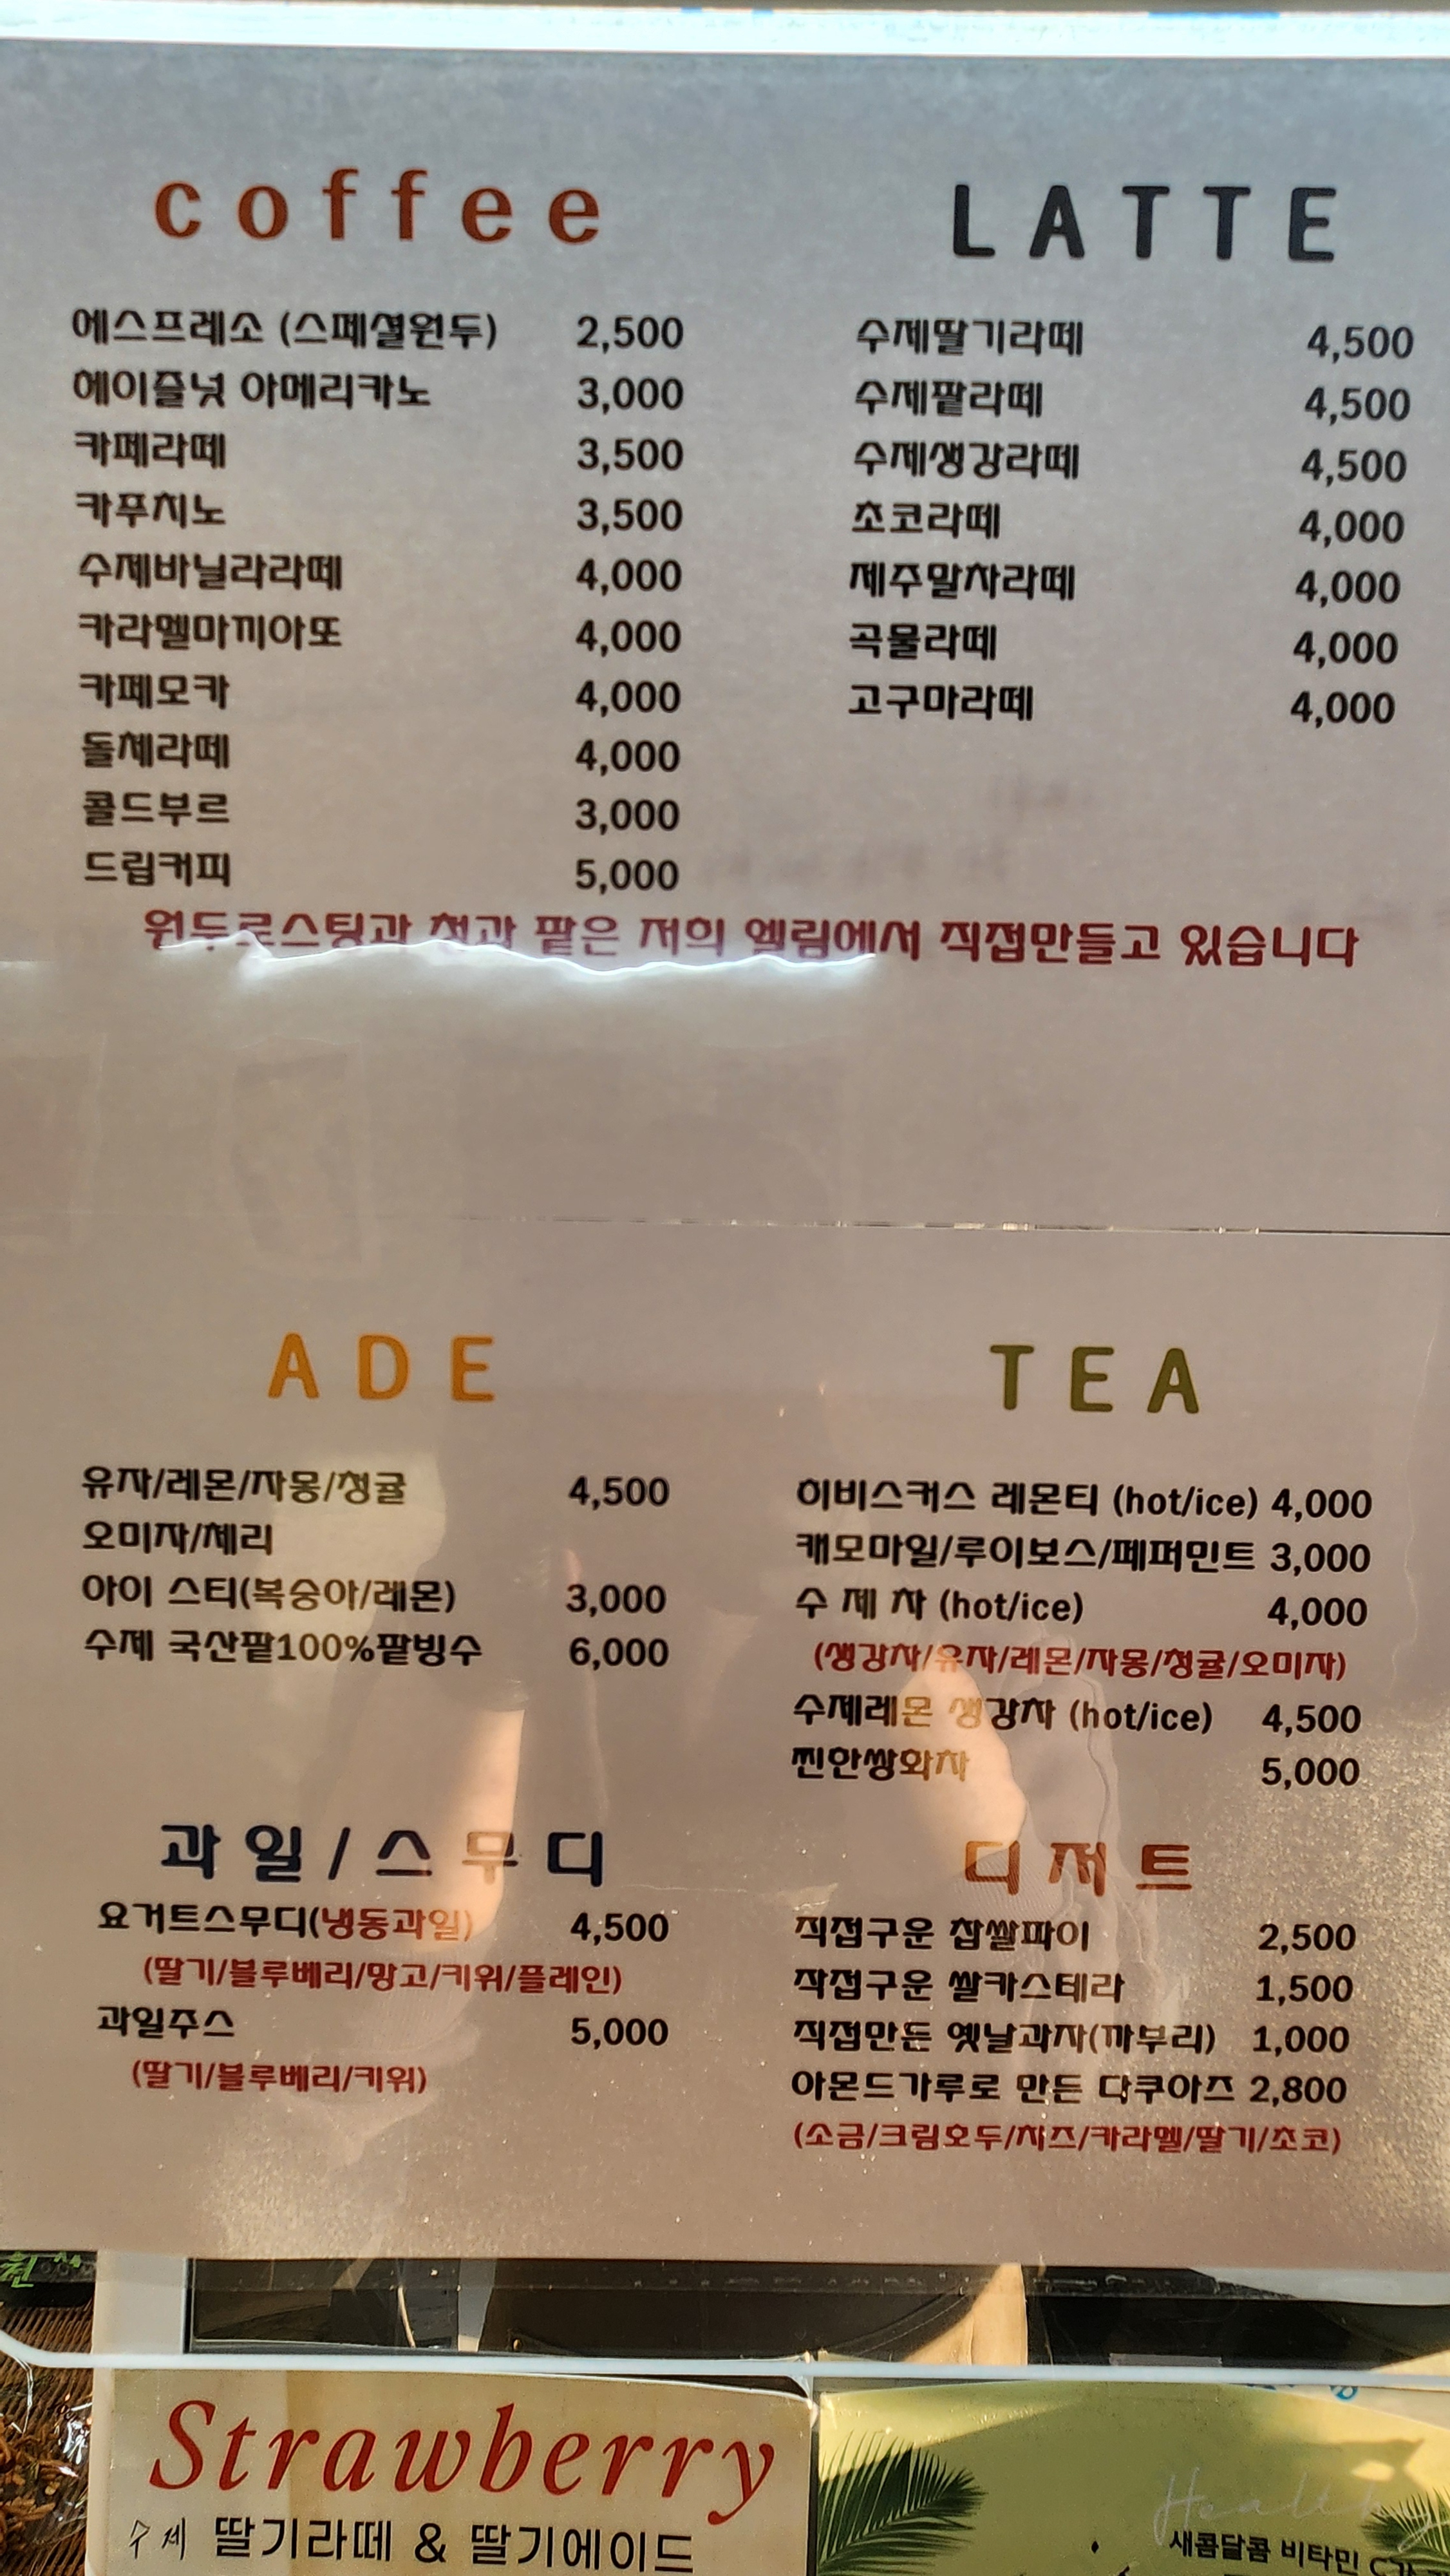 coffee
에스프레소 (스페셜원두) 2,500
헤이즐넛 아메리카노 3,000
카페라떼 3,500
카푸치노 3,500
수제바닐라라떼 4,000
카라멜마끼아또 4,000
카페모카 4,000
돌체라떼 4,000
콜드부르 3,000
드립커피 5,000
LATTE
수제딸기라떼 4,500
수제팥라떼 4,500
수제생강라떼 4,500
초코라떼 4,000
제주말차라떼 4,000
곡물라떼 4,000
고구마라떼 4,000
원두로스팅과 청과 팥은 저희 엘림에서 직접만들고 있습니다
ADE
유자/레몬/자몽/청귤 4,500
오미자/체리
아이 스티(복숭아/레몬) 3,000
수제 국산팥100%팥빙수 6,000
TEA
히비스커스 레몬티 (hot/ice) 4,000
캐모마일/루이보스/페퍼민트 3,000
수 제 차 (hot/ice) 4,000
(생강차/유자/레몬/자몽/청귤/오미자)
수제레몬 생강차 (hot/ice) 4,500
찐한쌍화차 5,000
과일/스무디
요거트스무디(냉동과일) 4,500
(딸기/블루베리/망고/키위/플레인)
과일주스 5,000
(딸기/블루베리/키위)
디저트
직접구운 찹쌀파이 2,500
작접구운 쌀카스테라 1,500
직접만든 옛날과자(까부리) 1,000
아몬드가루로 만든 다쿠아즈 2,800
(소금/크림호두/치즈/카라멜/딸기/초코)
Strawberry
수제 딸기라떼 & 딸기에이드
새콤달콤 비타민